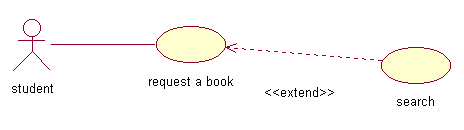 student
request a book
<<extend>>
search